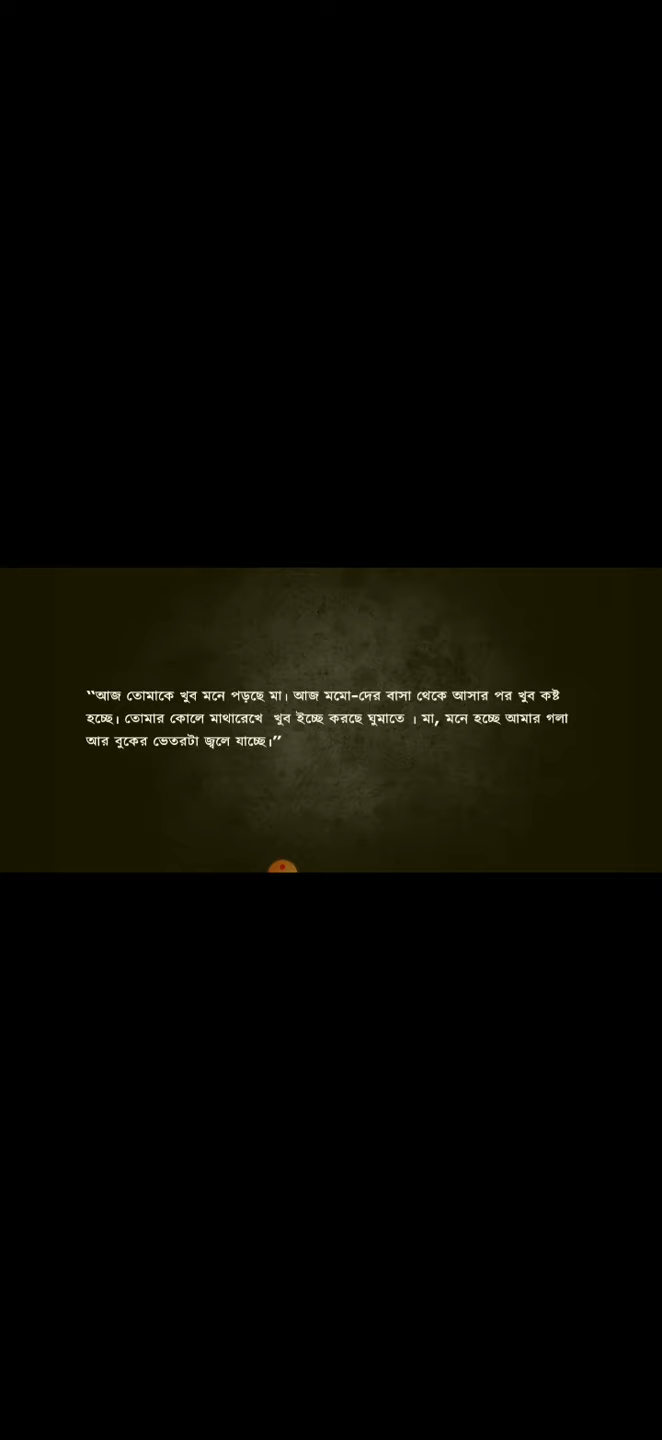 “আজ তোমাকে খুব মনে পড়ছে মা। আজ মমো-দের বাসা থেকে আসার পর খুব কষ্ট
হচ্ছে। তোমার কোলে মাথারেখে  খুব ইচ্ছে করছে ঘুমাতে । মা, মনে হচ্ছে আমার গলা
আর বুকের ভেতরটা জ্বলে যাচ্ছে।”